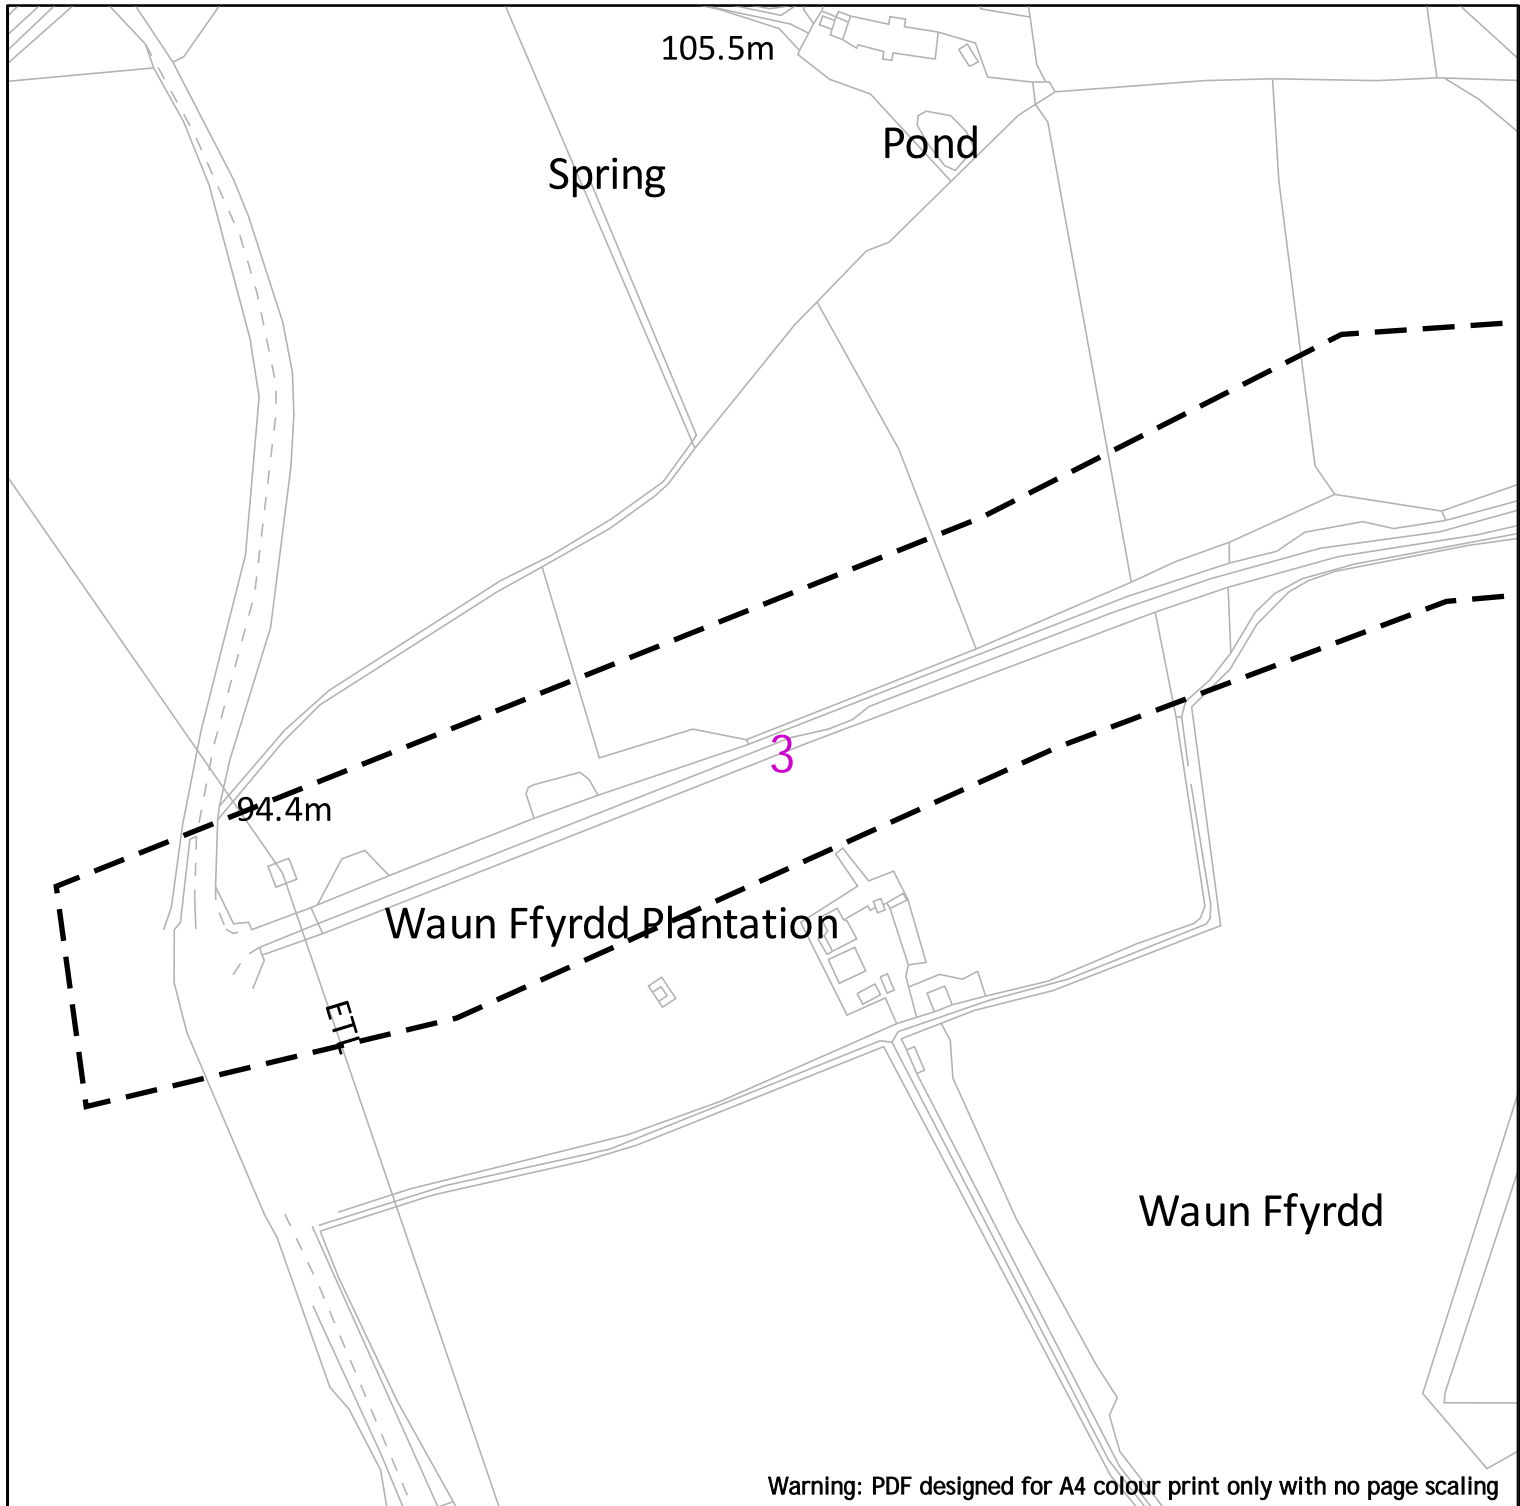 105.5m
Pond
Spring
3
94.4m
Waun Ffyrdd Plantation
ETL
Waun Ffyrdd
Warning: PDF designed for A4 colour print only with no page scaling